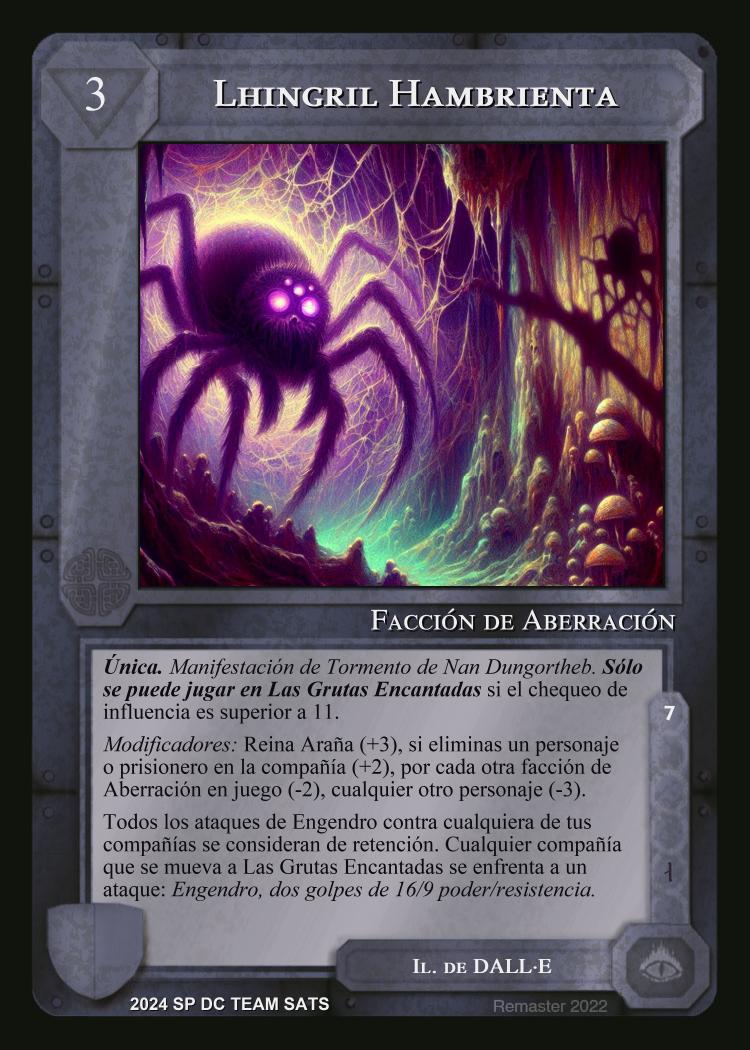 3
Lhingril Hambrienta
Facción de Aberración
Única. Manifestación de Tormento de Nan Dungortheb. Sólo
se puede jugar en Las Grutas Encantadas si el chequeo de
influencia es superior a 11.
7
Modificadores: Reina Araña (+3), si eliminas un personaje
o prisionero en la compañía (+2), por cada otra facción de
Aberración en juego (-2), cualquier otro personaje (-3).
Todos los ataques de Engendro contra cualquiera de tus
compañías se consideran de retención. Cualquier compañía
que se mueva a Las Grutas Encantadas se enfrenta a un
ataque: Engendro, dos golpes de 16/9 poder/resistencia.
Il. de DALL·E
2024 SP DC TEAM SATS
Remaster 2022